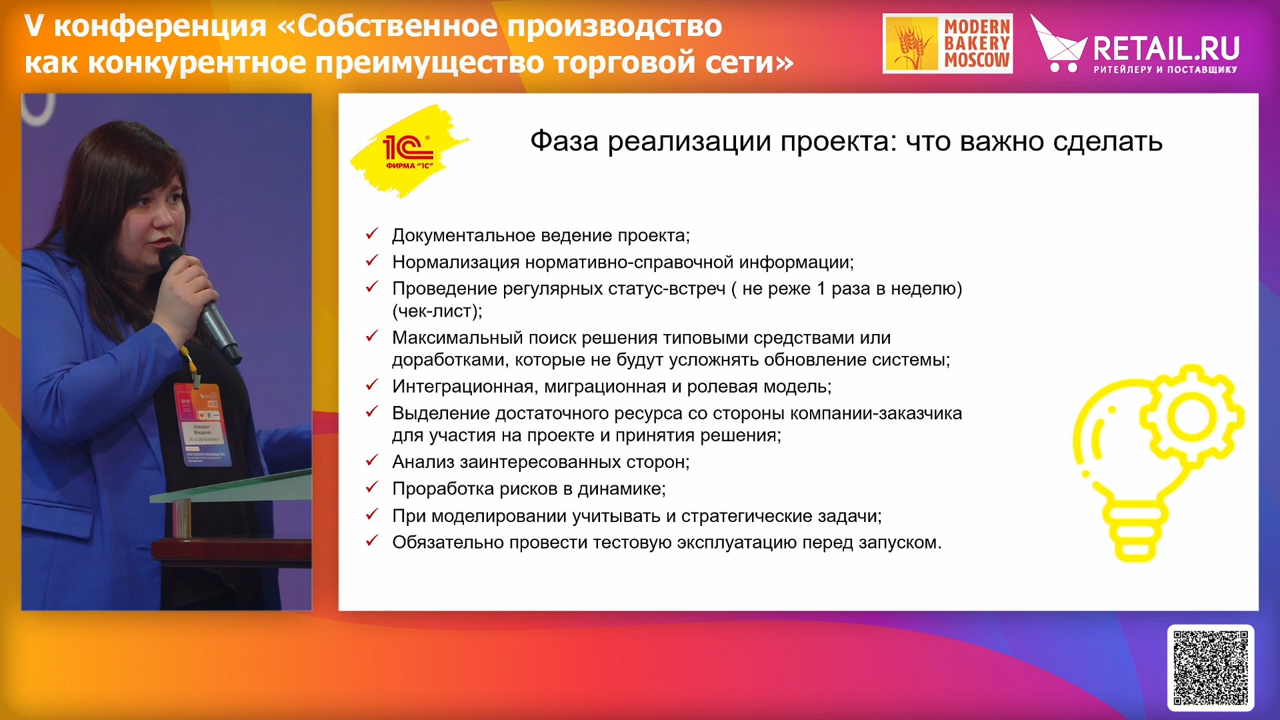 V конференция «Собственное производство
как конкурентное преимущество торговой сети»
MODERN
BAKERY
MOSCOW
RETAIL.RU
РИТЕЙЛЕРУ И ПОСТАВЩИКУ
1С®
ФИРМА "1С"
Фаза реализации проекта: что важно сделать
Документальное ведение проекта;
Нормализация нормативно-справочной информации;
Проведение регулярных статус-встреч ( не реже 1 раза в неделю)
(чек-лист);
Максимальный поиск решения типовыми средствами или
доработками, которые не будут усложнять обновление системы;
Интеграционная, миграционная и ролевая модель;
Выделение достаточного ресурса со стороны компании-заказчика
для участия на проекте и принятия решения;
Анализ заинтересованных сторон;
Проработка рисков в динамике;
При моделировании учитывать и стратегические задачи;
Обязательно провести тестовую эксплуатацию перед запуском.